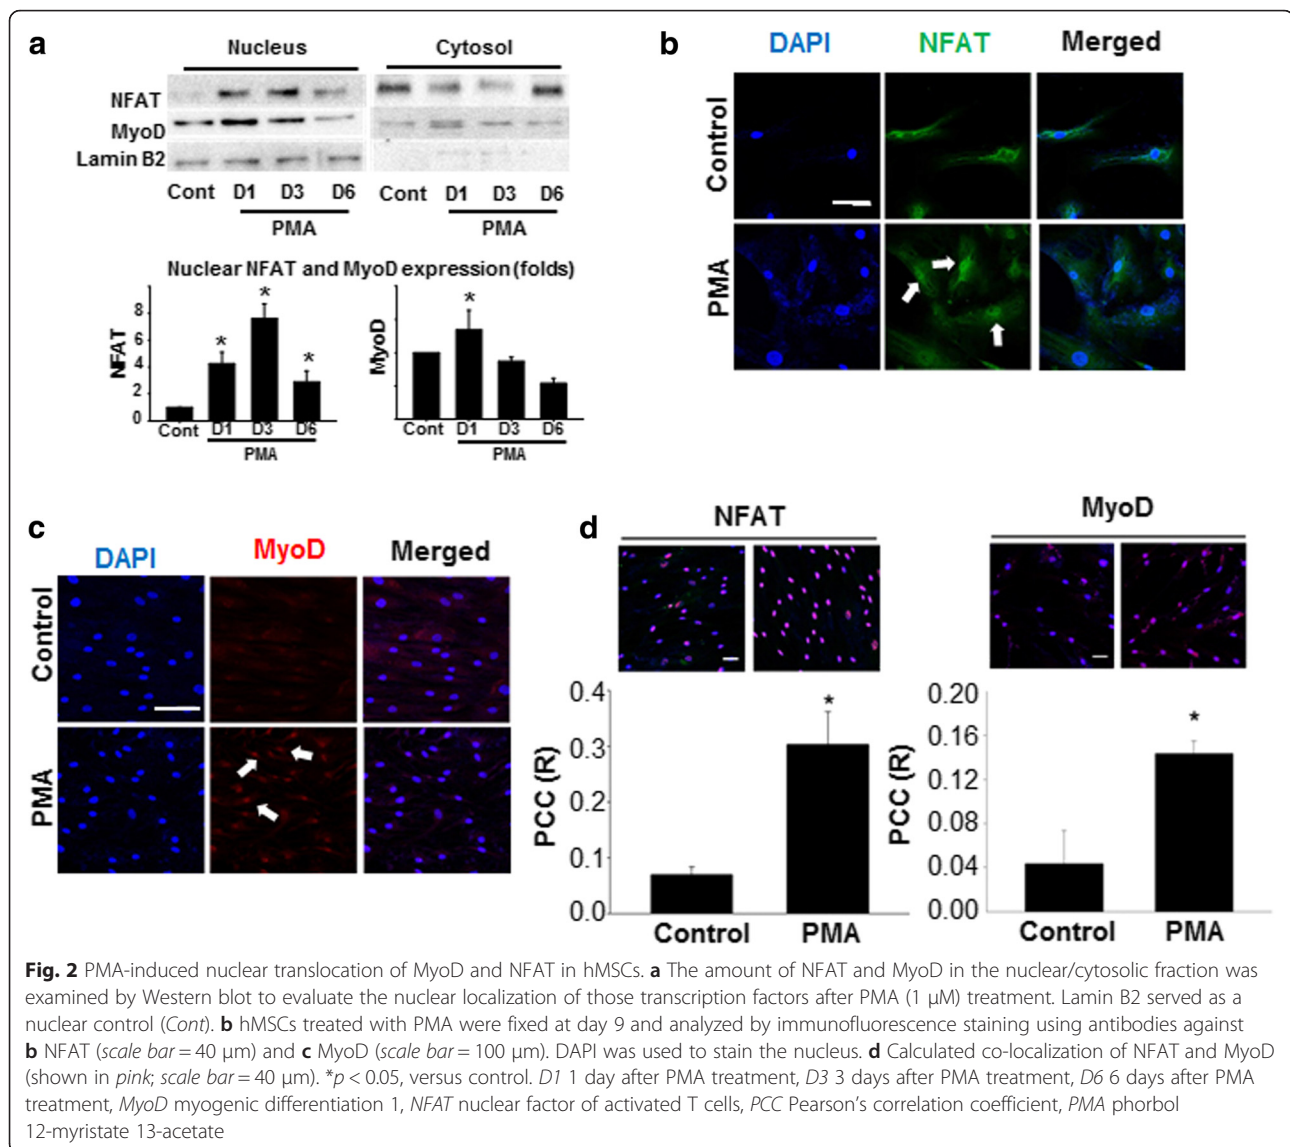 a
Nucleus Cytosol
NFAT
MyoD
Lamin B2
Cont D1 D3 D6 Cont D1 D3 D6
PMA PMA
Nuclear NFAT and MyoD expression (folds)
NFAT
8
6
4
2
0
* * *
Cont D1 D3 D6
PMA
MyoD
*
Cont D1 D3 D6
PMA
b
DAPI NFAT Merged
Control
PMA
c
DAPI MyoD Merged
Control
PMA
d
NFAT
PCC (R)
0.4
0.3
0.2
0.1
0.0
*
Control PMA
MyoD
PCC (R)
0.20
0.16
0.12
0.08
0.04
0.00
*
Control PMA
Fig. 2 PMA-induced nuclear translocation of MyoD and NFAT in hMSCs. a The amount of NFAT and MyoD in the nuclear/cytosolic fraction was
examined by Western blot to evaluate the nuclear localization of those transcription factors after PMA (1 μM) treatment. Lamin B2 served as a
nuclear control (Cont). b hMSCs treated with PMA were fixed at day 9 and analyzed by immunofluorescence staining using antibodies against
b NFAT (scale bar = 40 μm) and c MyoD (scale bar = 100 μm). DAPI was used to stain the nucleus. d Calculated co-localization of NFAT and MyoD
(shown in pink; scale bar = 40 μm). *p < 0.05, versus control. D1 1 day after PMA treatment, D3 3 days after PMA treatment, D6 6 days after PMA
treatment, MyoD myogenic differentiation 1, NFAT nuclear factor of activated T cells, PCC Pearson's correlation coefficient, PMA phorbol
12-myristate 13-acetate